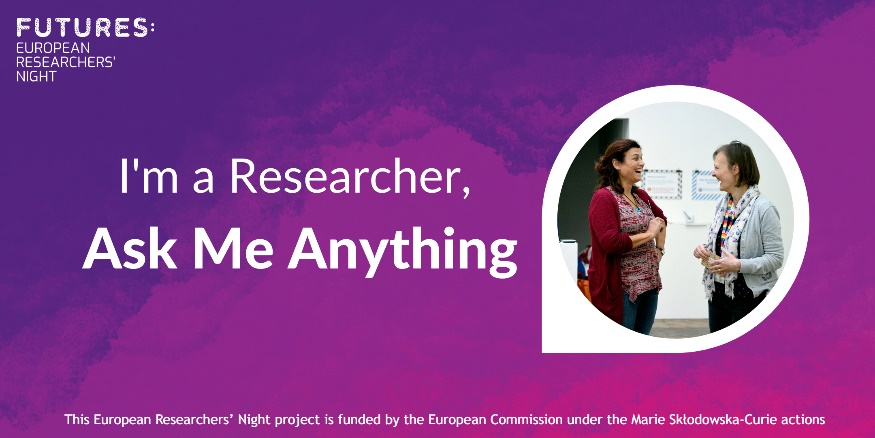 FUTURES:
EUROPEAN
RESEARCHERS'
NIGHT
I'm a Researcher,
Ask Me Anything
This European Researchers’ Night project is funded by the European Commission under the Marie Skłodowska-Curie actions